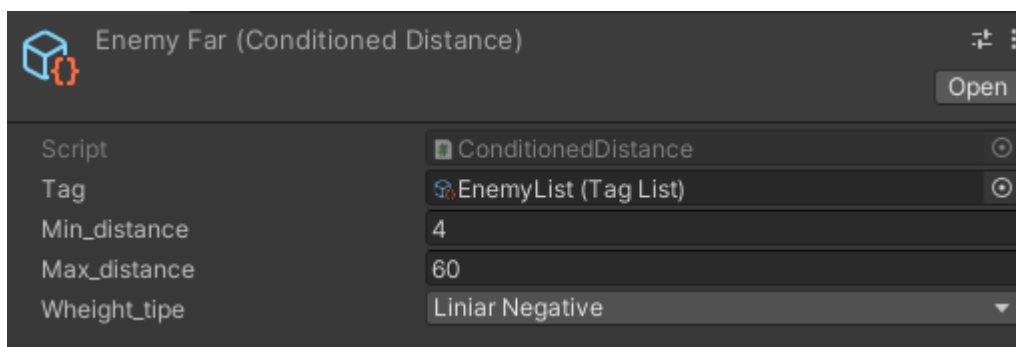 Enemy Far (Conditioned Distance)
Open
Script ConditionedDistance
Tag EnemyList (Tag List)
Min_distance 4
Max_distance 60
Wheight_tipe Liniar Negative